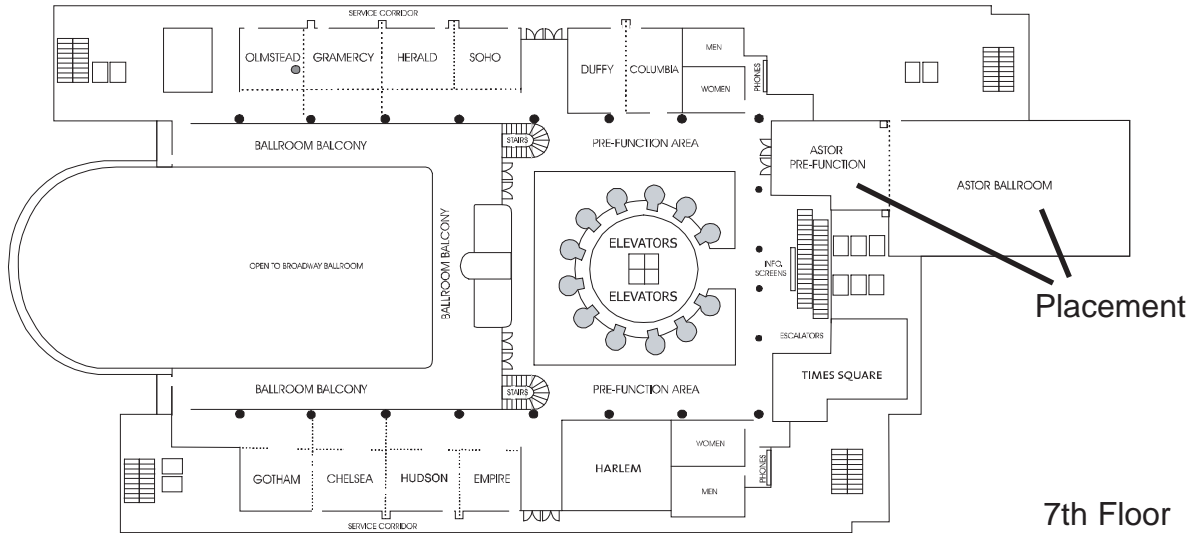 SERVICE CORRIDOR
OLMSTEAD
GRAMERCY
HERALD
SOHO
DUFFY
COLUMBIA
MEN
WOMEN
PHONES
BALLROOM BALCONY
STAIRS
PRE-FUNCTION AREA
ASTOR
PRE-FUNCTION
ASTOR BALLROOM
OPEN TO BROADWAY BALLROOM
BALLROOM BALCONY
ELEVATORS
ELEVATORS
INFO.
SCREENS
Placement
ESCALATORS
TIMES SQUARE
BALLROOM BALCONY
STAIRS
PRE-FUNCTION AREA
GOTHAM
CHELSEA
HUDSON
EMPIRE
HARLEM
WOMEN
MEN
PHONES
SERVICE CORRIDOR
7th Floor